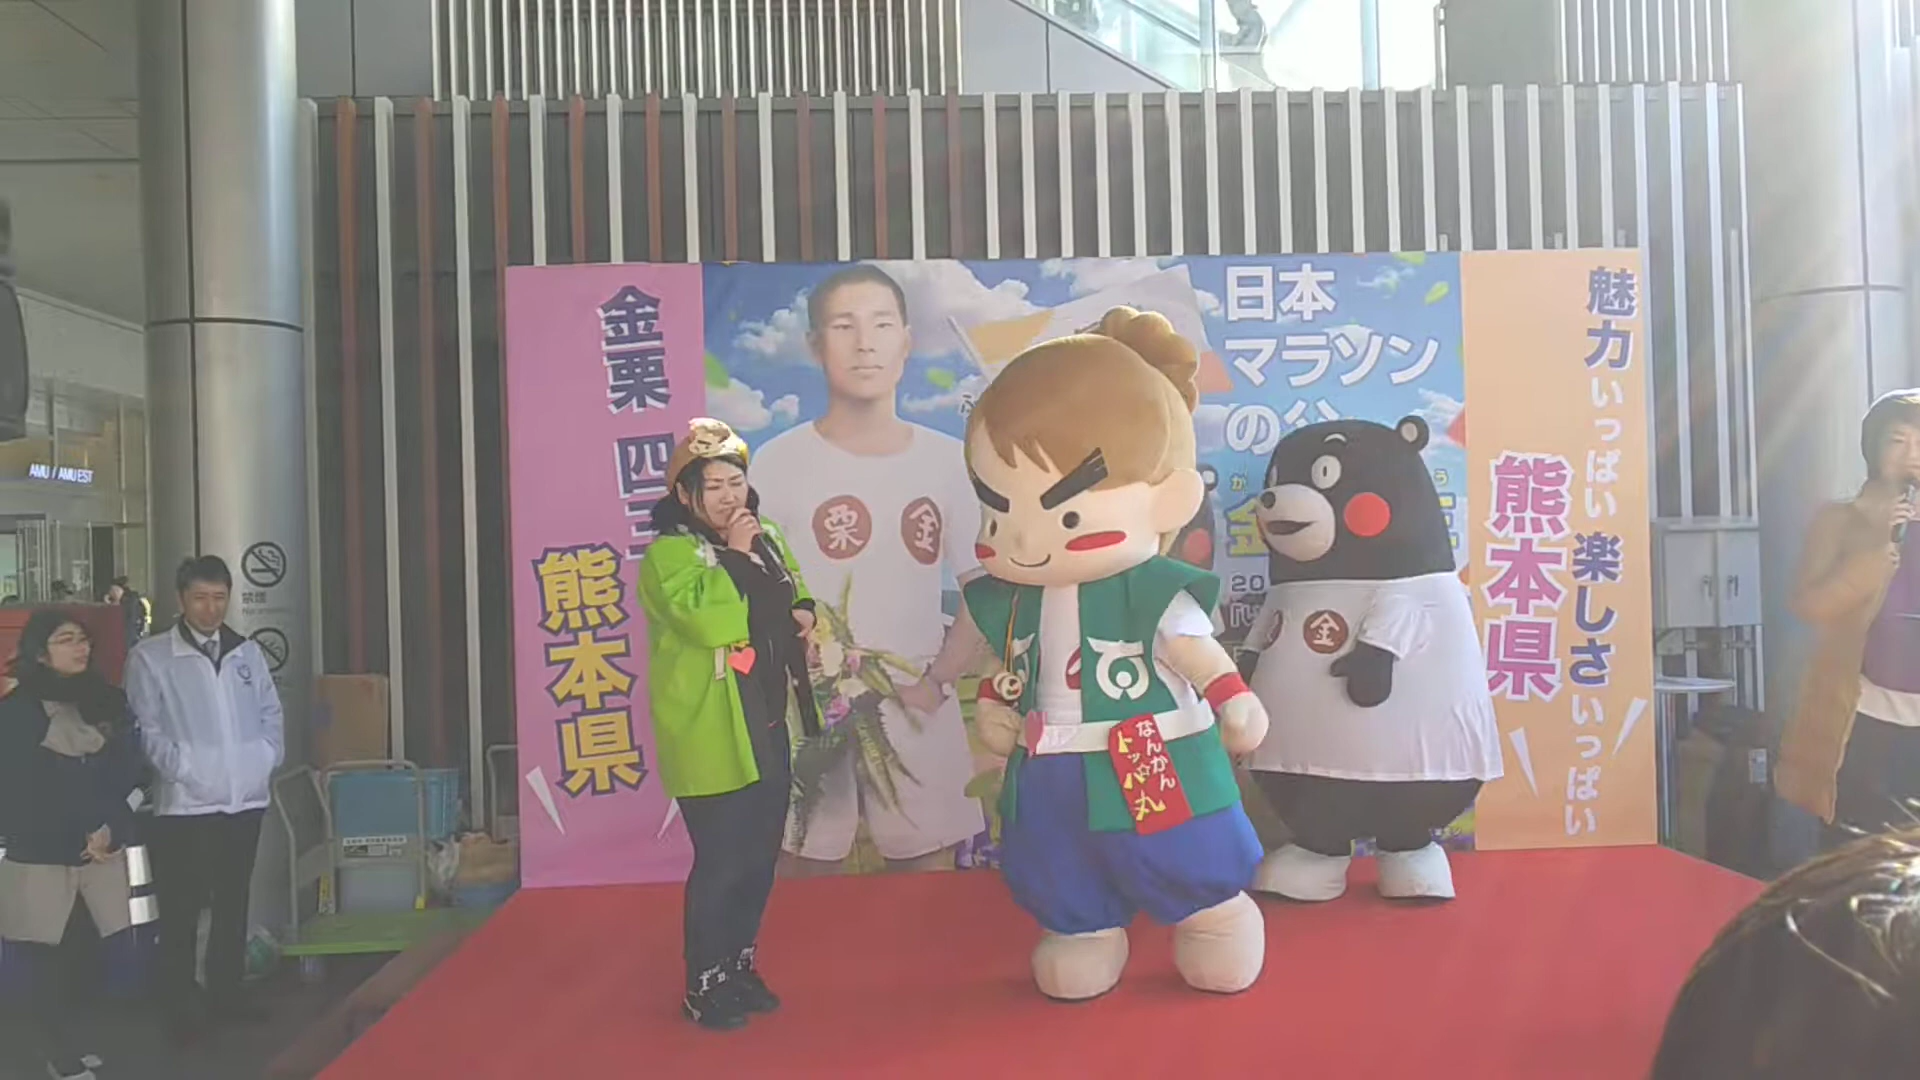 AMU AMU EST
禁煙
金栗 四三
熊本県
栗 金
日本
マラソン
の父
金
20
なんかん
トッパ丸
金
魅力いっぱい 楽しさいっぱい
熊本県